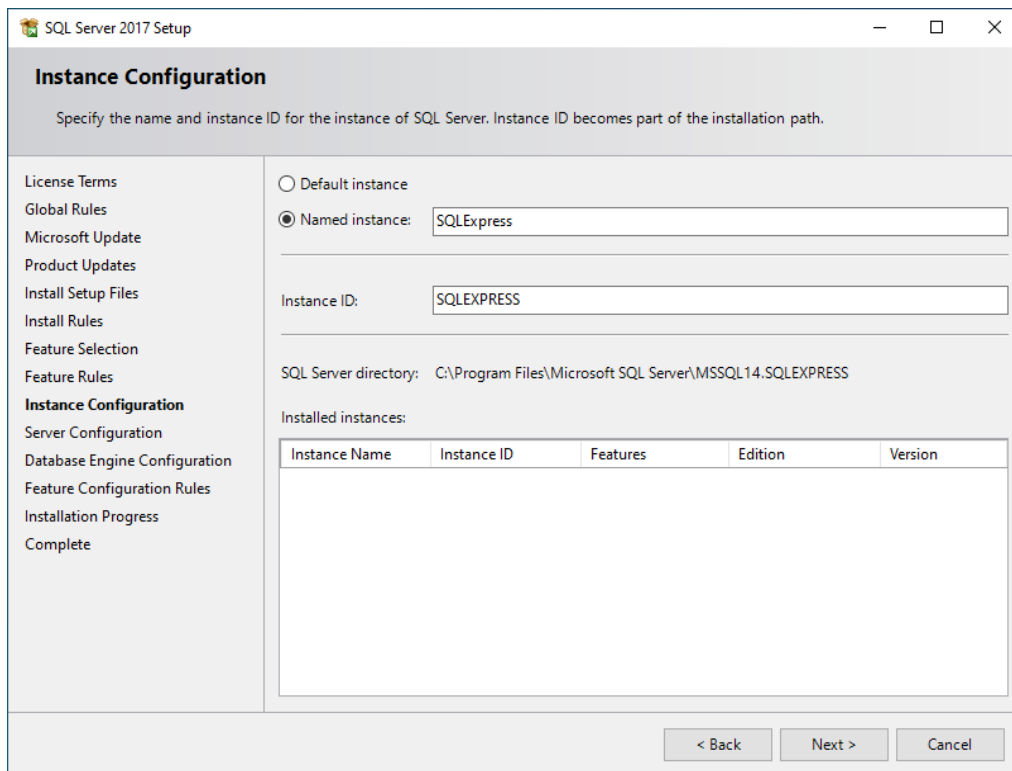 SQL Server 2017 Setup
Instance Configuration
Specify the name and instance ID for the instance of SQL Server. Instance ID becomes part of the installation path.
License Terms
Global Rules
Microsoft Update
Product Updates
Install Setup Files
Install Rules
Feature Selection
Feature Rules
Instance Configuration
Server Configuration
Database Engine Configuration
Feature Configuration Rules
Installation Progress
Complete
Default instance
Named instance: SQLExpress
Instance ID: SQLEXPRESS
SQL Server directory: C:\Program Files\Microsoft SQL Server\MSSQL14.SQLEXPRESS
Installed instances:
Instance Name Instance ID Features Edition Version
< Back Next > Cancel